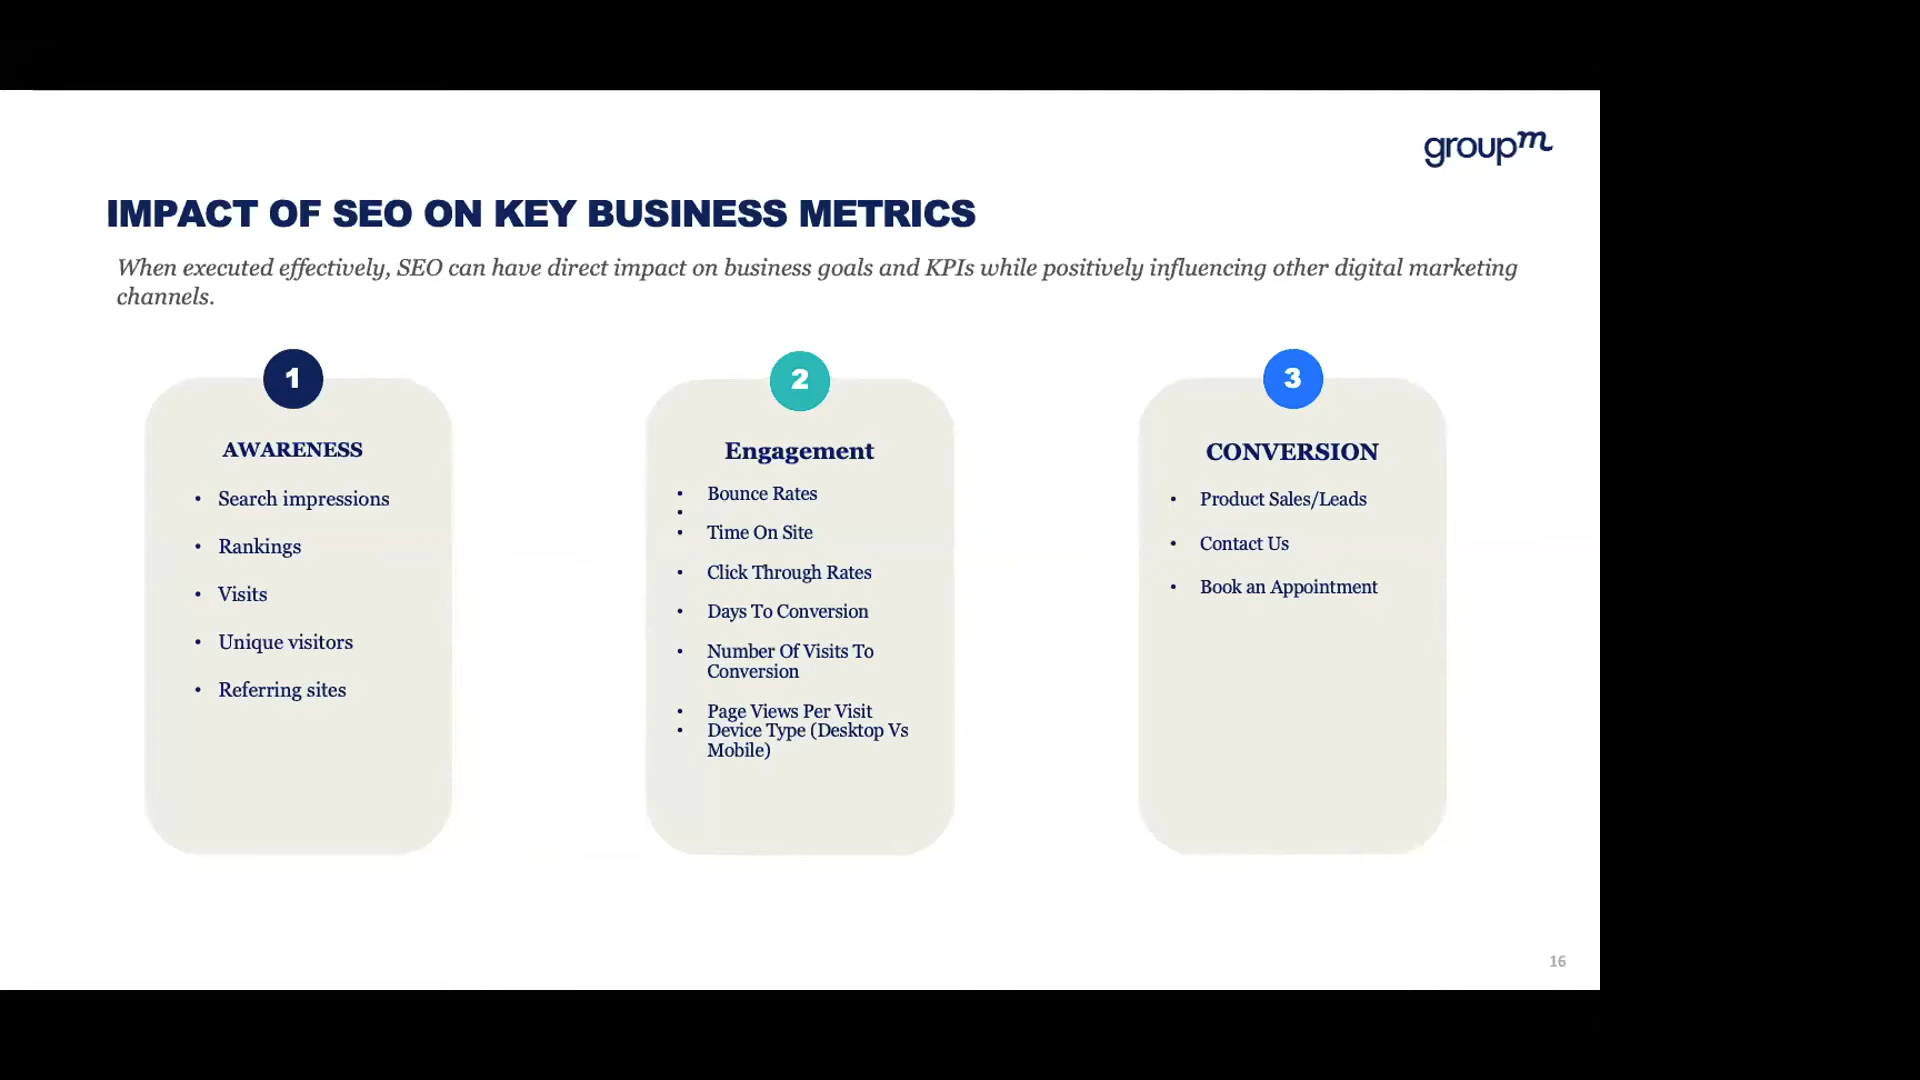 groupm
IMPACT OF SEO ON KEY BUSINESS METRICS
When executed effectively, SEO can have direct impact on business goals and KPIs while positively influencing other digital marketing
channels.
1
AWARENESS
• Search impressions
• Rankings
• Visits
• Unique visitors
• Referring sites
2
Engagement
• Bounce Rates
•
• Time On Site
• Click Through Rates
• Days To Conversion
• Number Of Visits To
Conversion
• Page Views Per Visit
• Device Type (Desktop Vs
Mobile)
3
CONVERSION
• Product Sales/Leads
• Contact Us
• Book an Appointment
16